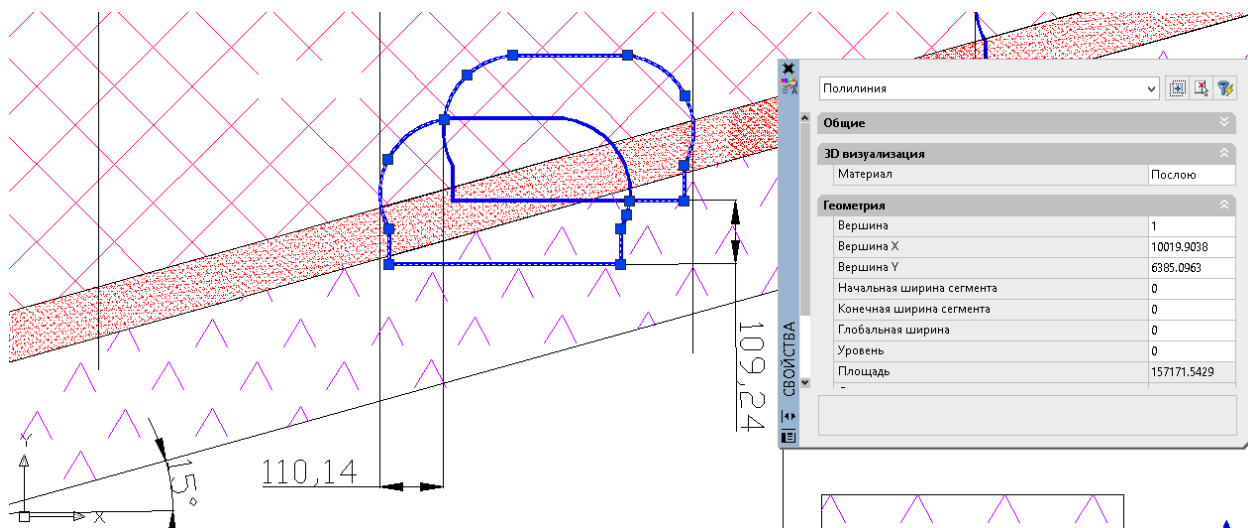 Полилиния
Общие
3D визуализация
Материал Послою
Геометрия
Вершина 1
Вершина X 10019.9038
Вершина Y 6385.0963
Начальная ширина сегмента 0
Конечная ширина сегмента 0
Глобальная ширина 0
Уровень 0
Площадь 157171.5429
СВОЙСТВА
109,24
110,14
15°
Y
X